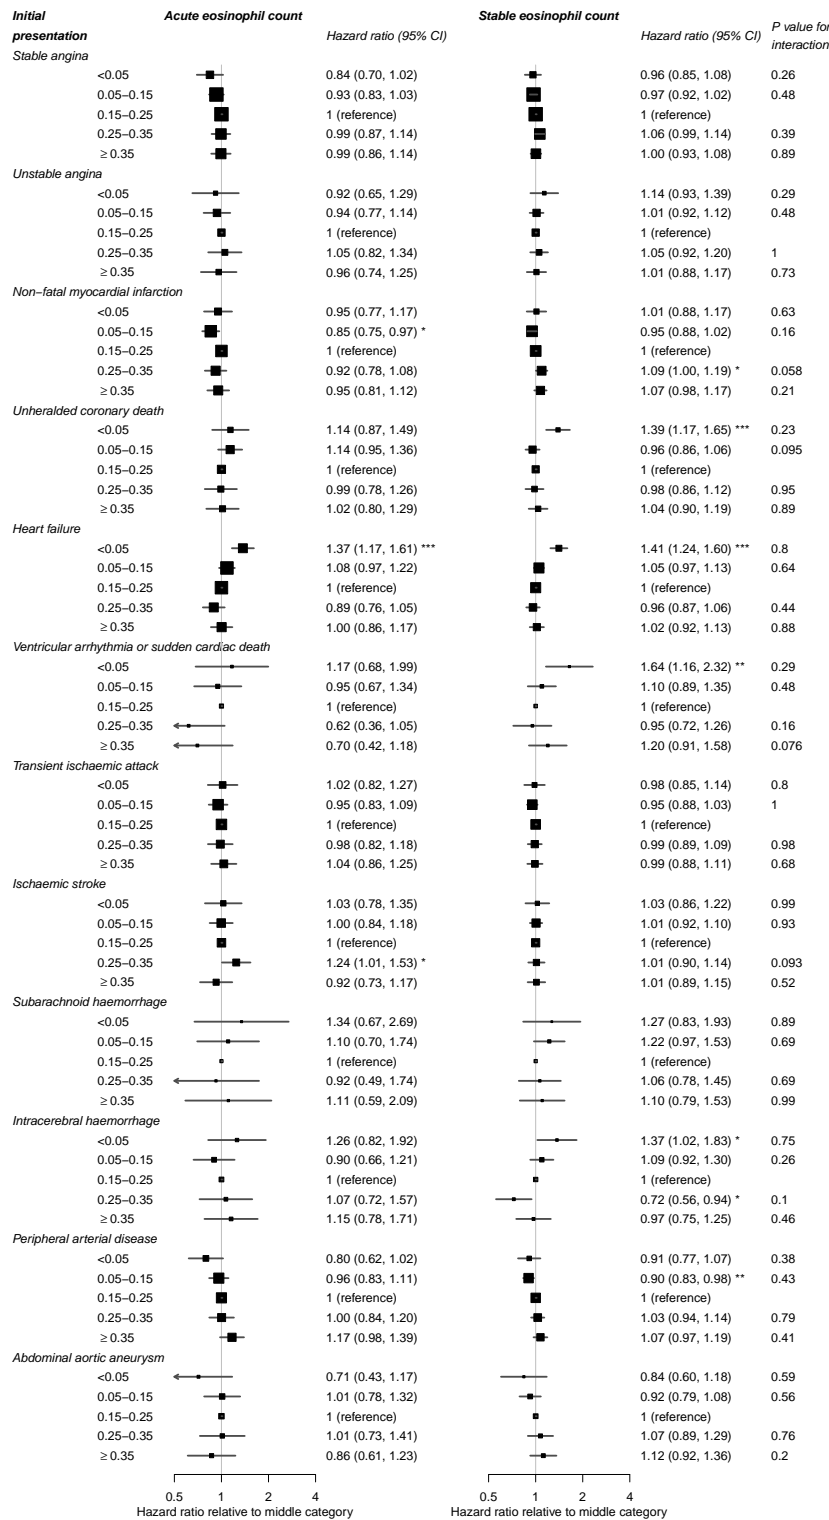 Initial Acute eosinophil count Stable eosinophil count
presentation Hazard ratio (95% CI) Hazard ratio (95% CI) P value for interaction
Stable angina
<0.05 0.84 (0.70, 1.02) 0.96 (0.85, 1.08) 0.26
0.05−0.15 0.93 (0.83, 1.03) 0.97 (0.92, 1.02) 0.48
0.15−0.25 1 (reference) 1 (reference)
0.25−0.35 0.99 (0.87, 1.14) 1.06 (0.99, 1.14) 0.39
≥ 0.35 0.99 (0.86, 1.14) 1.00 (0.93, 1.08) 0.89
Unstable angina
<0.05 0.92 (0.65, 1.29) 1.14 (0.93, 1.39) 0.29
0.05−0.15 0.94 (0.77, 1.14) 1.01 (0.92, 1.12) 0.48
0.15−0.25 1 (reference) 1 (reference)
0.25−0.35 1.05 (0.82, 1.34) 1.05 (0.92, 1.20) 1
≥ 0.35 0.96 (0.74, 1.25) 1.01 (0.88, 1.17) 0.73
Non−fatal myocardial infarction
<0.05 0.95 (0.77, 1.17) 1.01 (0.88, 1.17) 0.63
0.05−0.15 0.85 (0.75, 0.97) * 0.95 (0.88, 1.02) 0.16
0.15−0.25 1 (reference) 1 (reference)
0.25−0.35 0.92 (0.78, 1.08) 1.09 (1.00, 1.19) * 0.058
≥ 0.35 0.95 (0.81, 1.12) 1.07 (0.98, 1.17) 0.21
Unheralded coronary death
<0.05 1.14 (0.87, 1.49) 1.39 (1.17, 1.65) *** 0.23
0.05−0.15 1.14 (0.95, 1.36) 0.96 (0.86, 1.06) 0.095
0.15−0.25 1 (reference) 1 (reference)
0.25−0.35 0.99 (0.78, 1.26) 0.98 (0.86, 1.12) 0.95
≥ 0.35 1.02 (0.80, 1.29) 1.04 (0.90, 1.19) 0.89
Heart failure
<0.05 1.37 (1.17, 1.61) *** 1.41 (1.24, 1.60) *** 0.8
0.05−0.15 1.08 (0.97, 1.22) 1.05 (0.97, 1.13) 0.64
0.15−0.25 1 (reference) 1 (reference)
0.25−0.35 0.89 (0.76, 1.05) 0.96 (0.87, 1.06) 0.44
≥ 0.35 1.00 (0.86, 1.17) 1.02 (0.92, 1.13) 0.88
Ventricular arrhythmia or sudden cardiac death
<0.05 1.17 (0.68, 1.99) 1.64 (1.16, 2.32) ** 0.29
0.05−0.15 0.95 (0.67, 1.34) 1.10 (0.89, 1.35) 0.48
0.15−0.25 1 (reference) 1 (reference)
0.25−0.35 0.62 (0.36, 1.05) 0.95 (0.72, 1.26) 0.16
≥ 0.35 0.70 (0.42, 1.18) 1.20 (0.91, 1.58) 0.076
Transient ischaemic attack
<0.05 1.02 (0.82, 1.27) 0.98 (0.85, 1.14) 0.8
0.05−0.15 0.95 (0.83, 1.09) 0.95 (0.88, 1.03) 1
0.15−0.25 1 (reference) 1 (reference)
0.25−0.35 0.98 (0.82, 1.18) 0.99 (0.89, 1.09) 0.98
≥ 0.35 1.04 (0.86, 1.25) 0.99 (0.88, 1.11) 0.68
Ischaemic stroke
<0.05 1.03 (0.78, 1.35) 1.03 (0.86, 1.22) 0.99
0.05−0.15 1.00 (0.84, 1.18) 1.01 (0.92, 1.10) 0.93
0.15−0.25 1 (reference) 1 (reference)
0.25−0.35 1.24 (1.01, 1.53) * 1.01 (0.90, 1.14) 0.093
≥ 0.35 0.92 (0.73, 1.17) 1.01 (0.89, 1.15) 0.52
Subarachnoid haemorrhage
<0.05 1.34 (0.67, 2.69) 1.27 (0.83, 1.93) 0.89
0.05−0.15 1.10 (0.70, 1.74) 1.22 (0.97, 1.53) 0.69
0.15−0.25 1 (reference) 1 (reference)
0.25−0.35 0.92 (0.49, 1.74) 1.06 (0.78, 1.45) 0.69
≥ 0.35 1.11 (0.59, 2.09) 1.10 (0.79, 1.53) 0.99
Intracerebral haemorrhage
<0.05 1.26 (0.82, 1.92) 1.37 (1.02, 1.83) * 0.75
0.05−0.15 0.90 (0.66, 1.21) 1.09 (0.92, 1.30) 0.26
0.15−0.25 1 (reference) 1 (reference)
0.25−0.35 1.07 (0.72, 1.57) 0.72 (0.56, 0.94) * 0.1
≥ 0.35 1.15 (0.78, 1.71) 0.97 (0.75, 1.25) 0.46
Peripheral arterial disease
<0.05 0.80 (0.62, 1.02) 0.91 (0.77, 1.07) 0.38
0.05−0.15 0.96 (0.83, 1.11) 0.90 (0.83, 0.98) ** 0.43
0.15−0.25 1 (reference) 1 (reference)
0.25−0.35 1.00 (0.84, 1.20) 1.03 (0.94, 1.14) 0.79
≥ 0.35 1.17 (0.98, 1.39) 1.07 (0.97, 1.19) 0.41
Abdominal aortic aneurysm
<0.05 0.71 (0.43, 1.17) 0.84 (0.60, 1.18) 0.59
0.05−0.15 1.01 (0.78, 1.32) 0.92 (0.79, 1.08) 0.56
0.15−0.25 1 (reference) 1 (reference)
0.25−0.35 1.01 (0.73, 1.41) 1.07 (0.89, 1.29) 0.76
≥ 0.35 0.86 (0.61, 1.23) 1.12 (0.92, 1.36) 0.2
0.5 1 2 4 0.5 1 2 4
Hazard ratio relative to middle category Hazard ratio relative to middle category